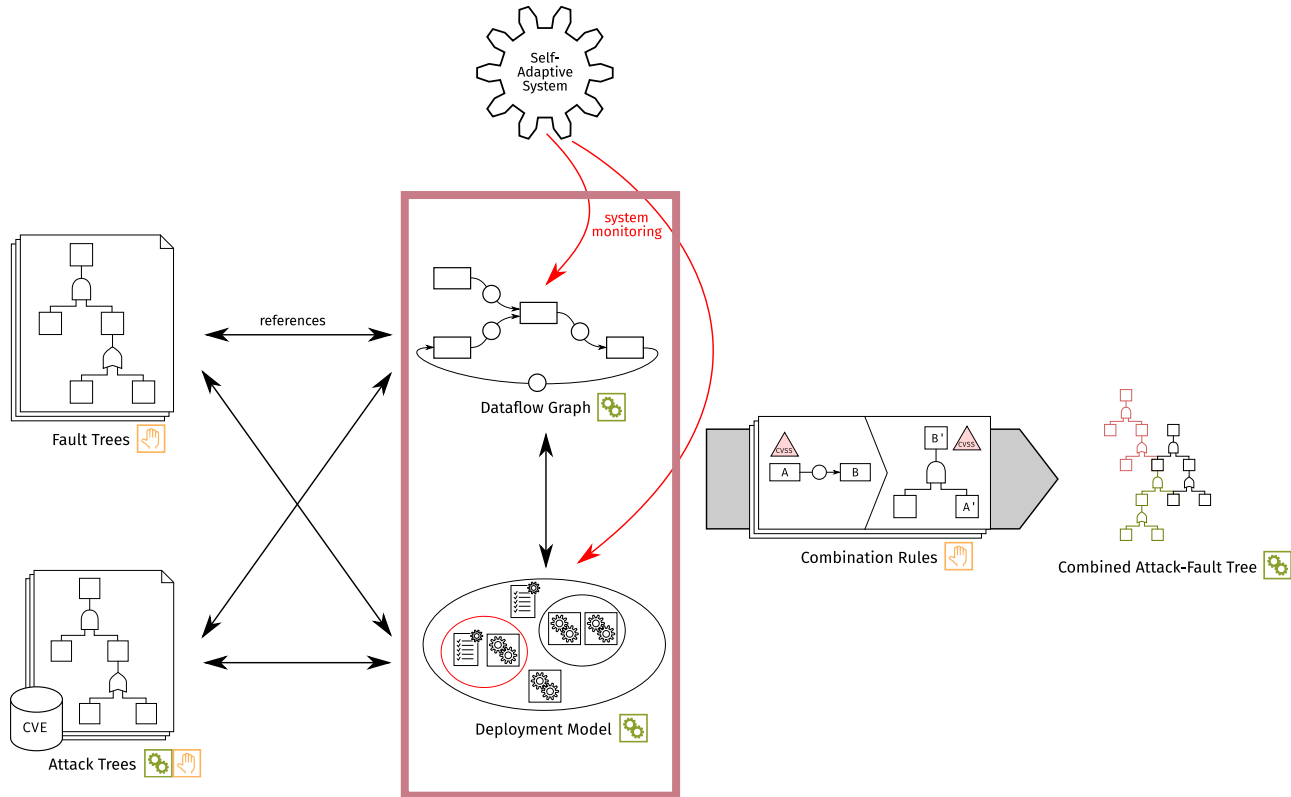 Self-
Adaptive
System
system
monitoring
references
Fault Trees
Dataflow Graph
CVSS
A
B
B'
CVSS
A'
Combination Rules
Combined Attack-Fault Tree
CVE
Attack Trees
Deployment Model